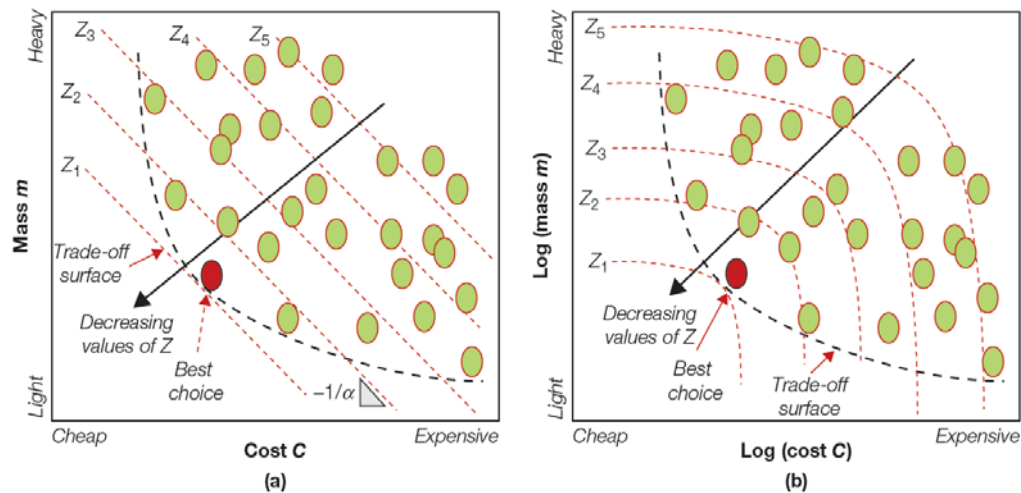 Heavy
Z₃
Z₄
Z₅
Z₂
Z₁
Mass m
Trade-off
surface
Decreasing
values of Z
Best
choice
−1/α
Light
Cheap
Cost C
Expensive
(a)
Heavy
Z₅
Z₄
Z₃
Z₂
Z₁
Log (mass m)
Decreasing
values of Z
Best
choice
Trade-off
surface
Light
Cheap
Log (cost C)
Expensive
(b)